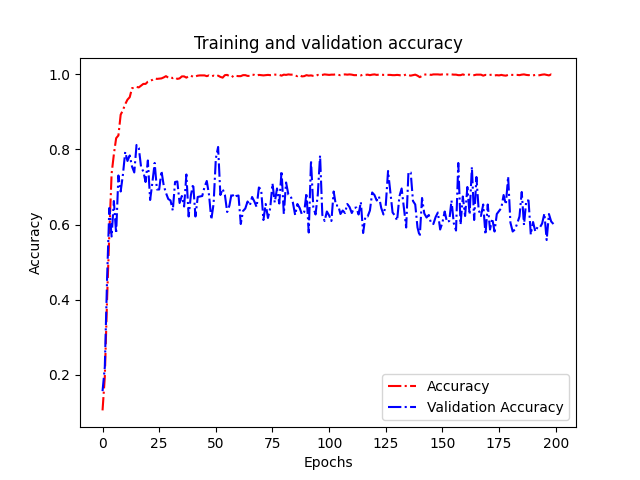 Training and validation accuracy
1.0
0.8
0.6
0.4
0.2
Accuracy
0 25 50 75 100 125 150 175 200
Epochs
Accuracy
Validation Accuracy